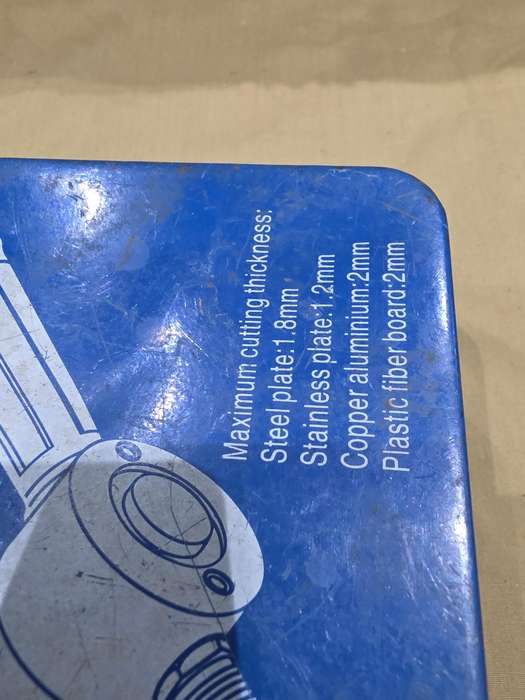 Maximum cutting thickness:
Steel plate:1.8mm
Stainless plate:1.2mm
Copper aluminium:2mm
Plastic fiber board:2mm